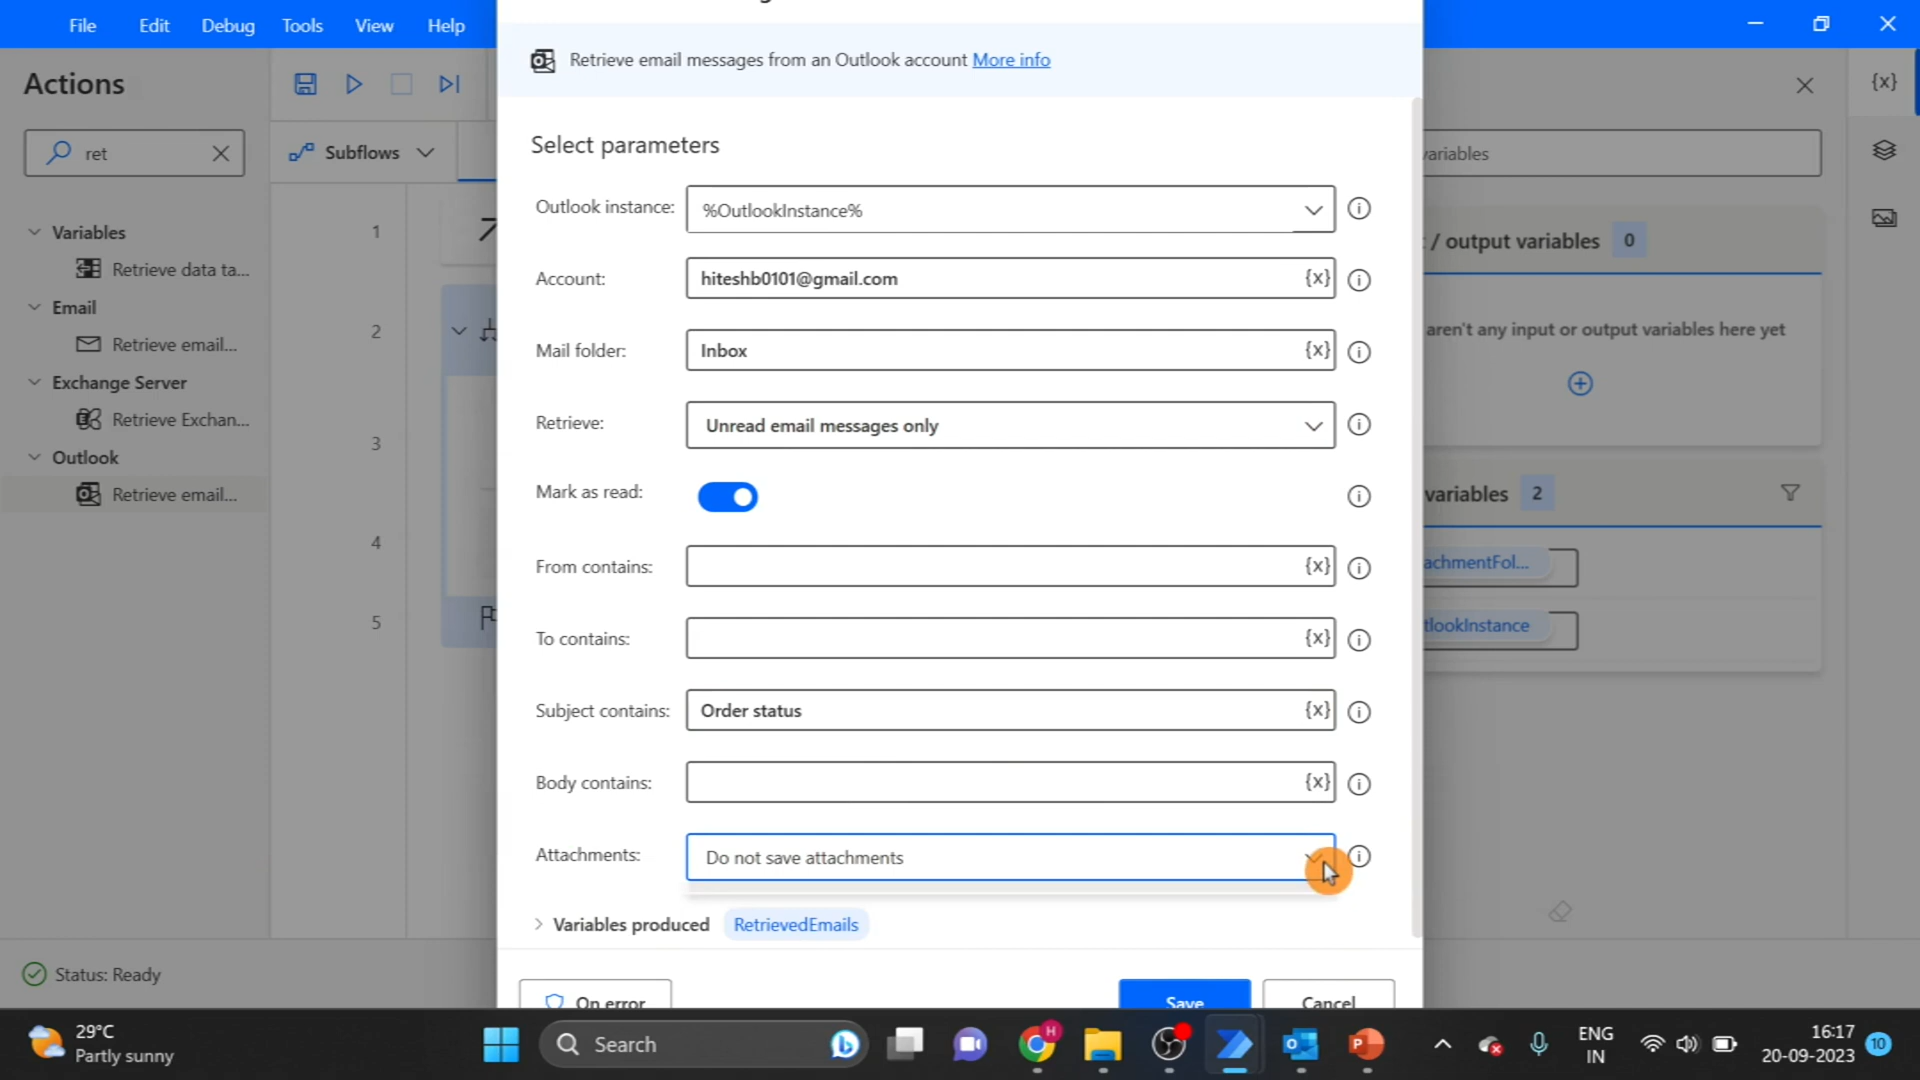 File Edit Debug Tools View Help
Actions
ret
Subflows
Variables
Retrieve data ta...
Email
Retrieve email...
Exchange Server
Retrieve Exchan...
Outlook
Retrieve email...
1
2
3
4
5
Status: Ready
Retrieve email messages from an Outlook account More info
Select parameters
Outlook instance: %OutlookInstance%
Account: hiteshb0101@gmail.com {x}
Mail folder: Inbox {x}
Retrieve: Unread email messages only
Mark as read:
From contains: {x}
To contains: {x}
Subject contains: Order status {x}
Body contains: {x}
Attachments: Do not save attachments
Variables produced RetrievedEmails
On error Save Cancel
{x}
variables
/ output variables 0
aren't any input or output variables here yet
variables 2
achmentFol...
tlookInstance
29°C
Partly sunny
Search
H
P
ENG
IN
16:17
20-09-2023
10